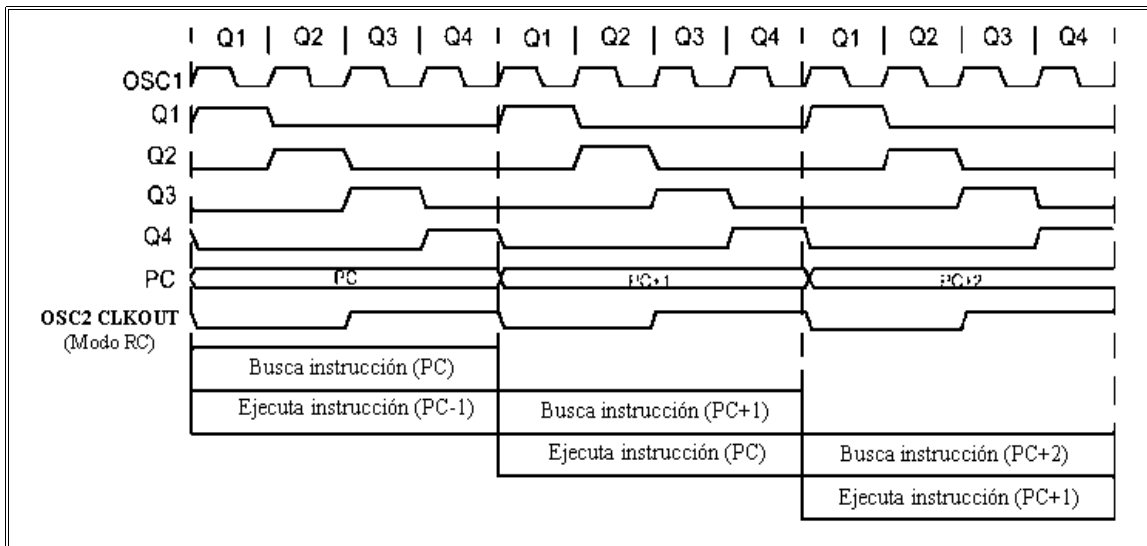 Q1 Q2 Q3 Q4 Q1 Q2 Q3 Q4 Q1 Q2 Q3 Q4
OSC1
Q1
Q2
Q3
Q4
PC PC PC+1 PC+2
OSC2 CLKOUT
(Modo RC)
Busca instrucción (PC)
Ejecuta instrucción (PC-1) Busca instrucción (PC+1)
Ejecuta instrucción (PC) Busca instrucción (PC+2)
Ejecuta instrucción (PC+1)